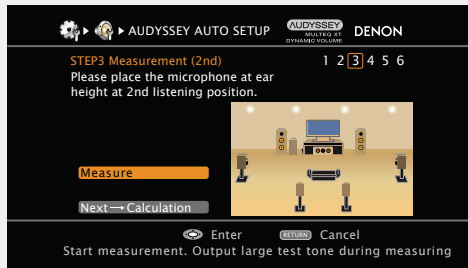 AUDYSSEY AUTO SETUP
AUDYSSEY
MULTEQ XT
DYNAMIC VOLUME
DENON
STEP3 Measurement (2nd)
1 2 3 4 5 6
Please place the microphone at ear
height at 2nd listening position.
Measure
Next→Calculation
Enter RETURN Cancel
Start measurement. Output large test tone during measuring